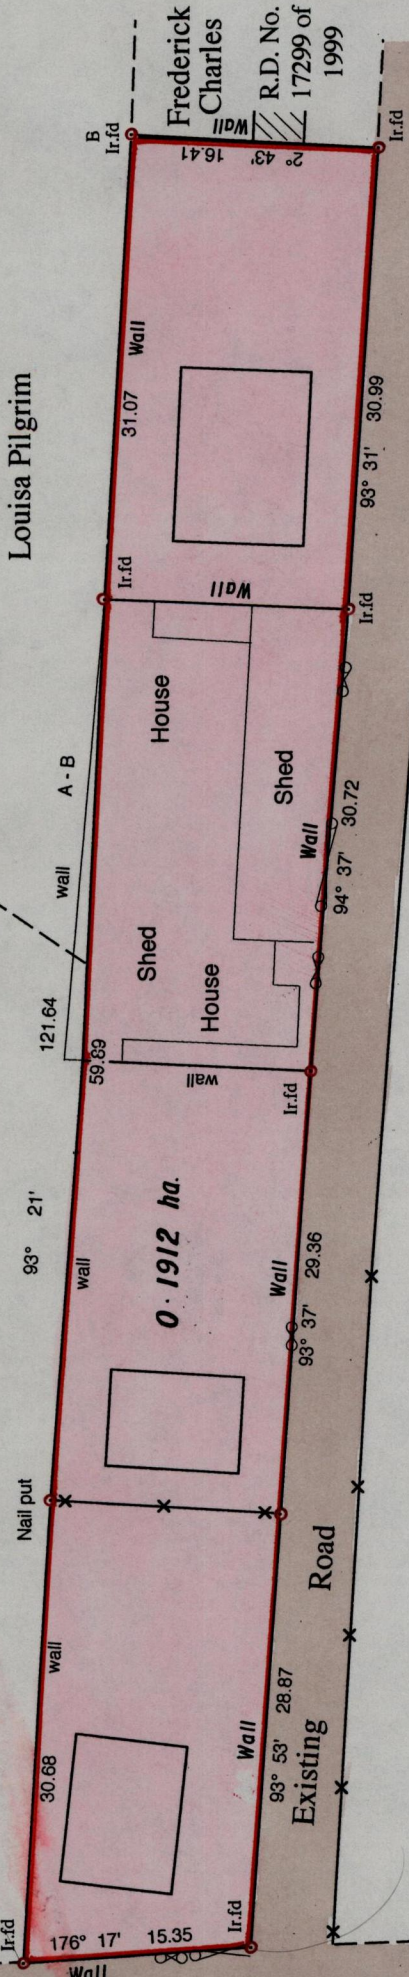 Frederick
Charles
R.D. No.
17299 of
1999
B
Ir.fd
Wall
Ir.fd
16.41
2° 43'
Louisa Pilgrim
Wall
31.07
30.99
93° 31'
Ir.fd
Wall
Ir.fd
A - B
wall
121.64
House
Shed
Shed
House
Wall
30.72
94° 37'
59.89
wall
Ir.fd
93° 21'
wall
0·1912 ha.
Wall
29.36
93° 37'
Nail put
Road
wall
30.68
Wall
28.87
93° 53'
Existing
Ir.fd
176° 17'
15.35
Ir.fd
Wall